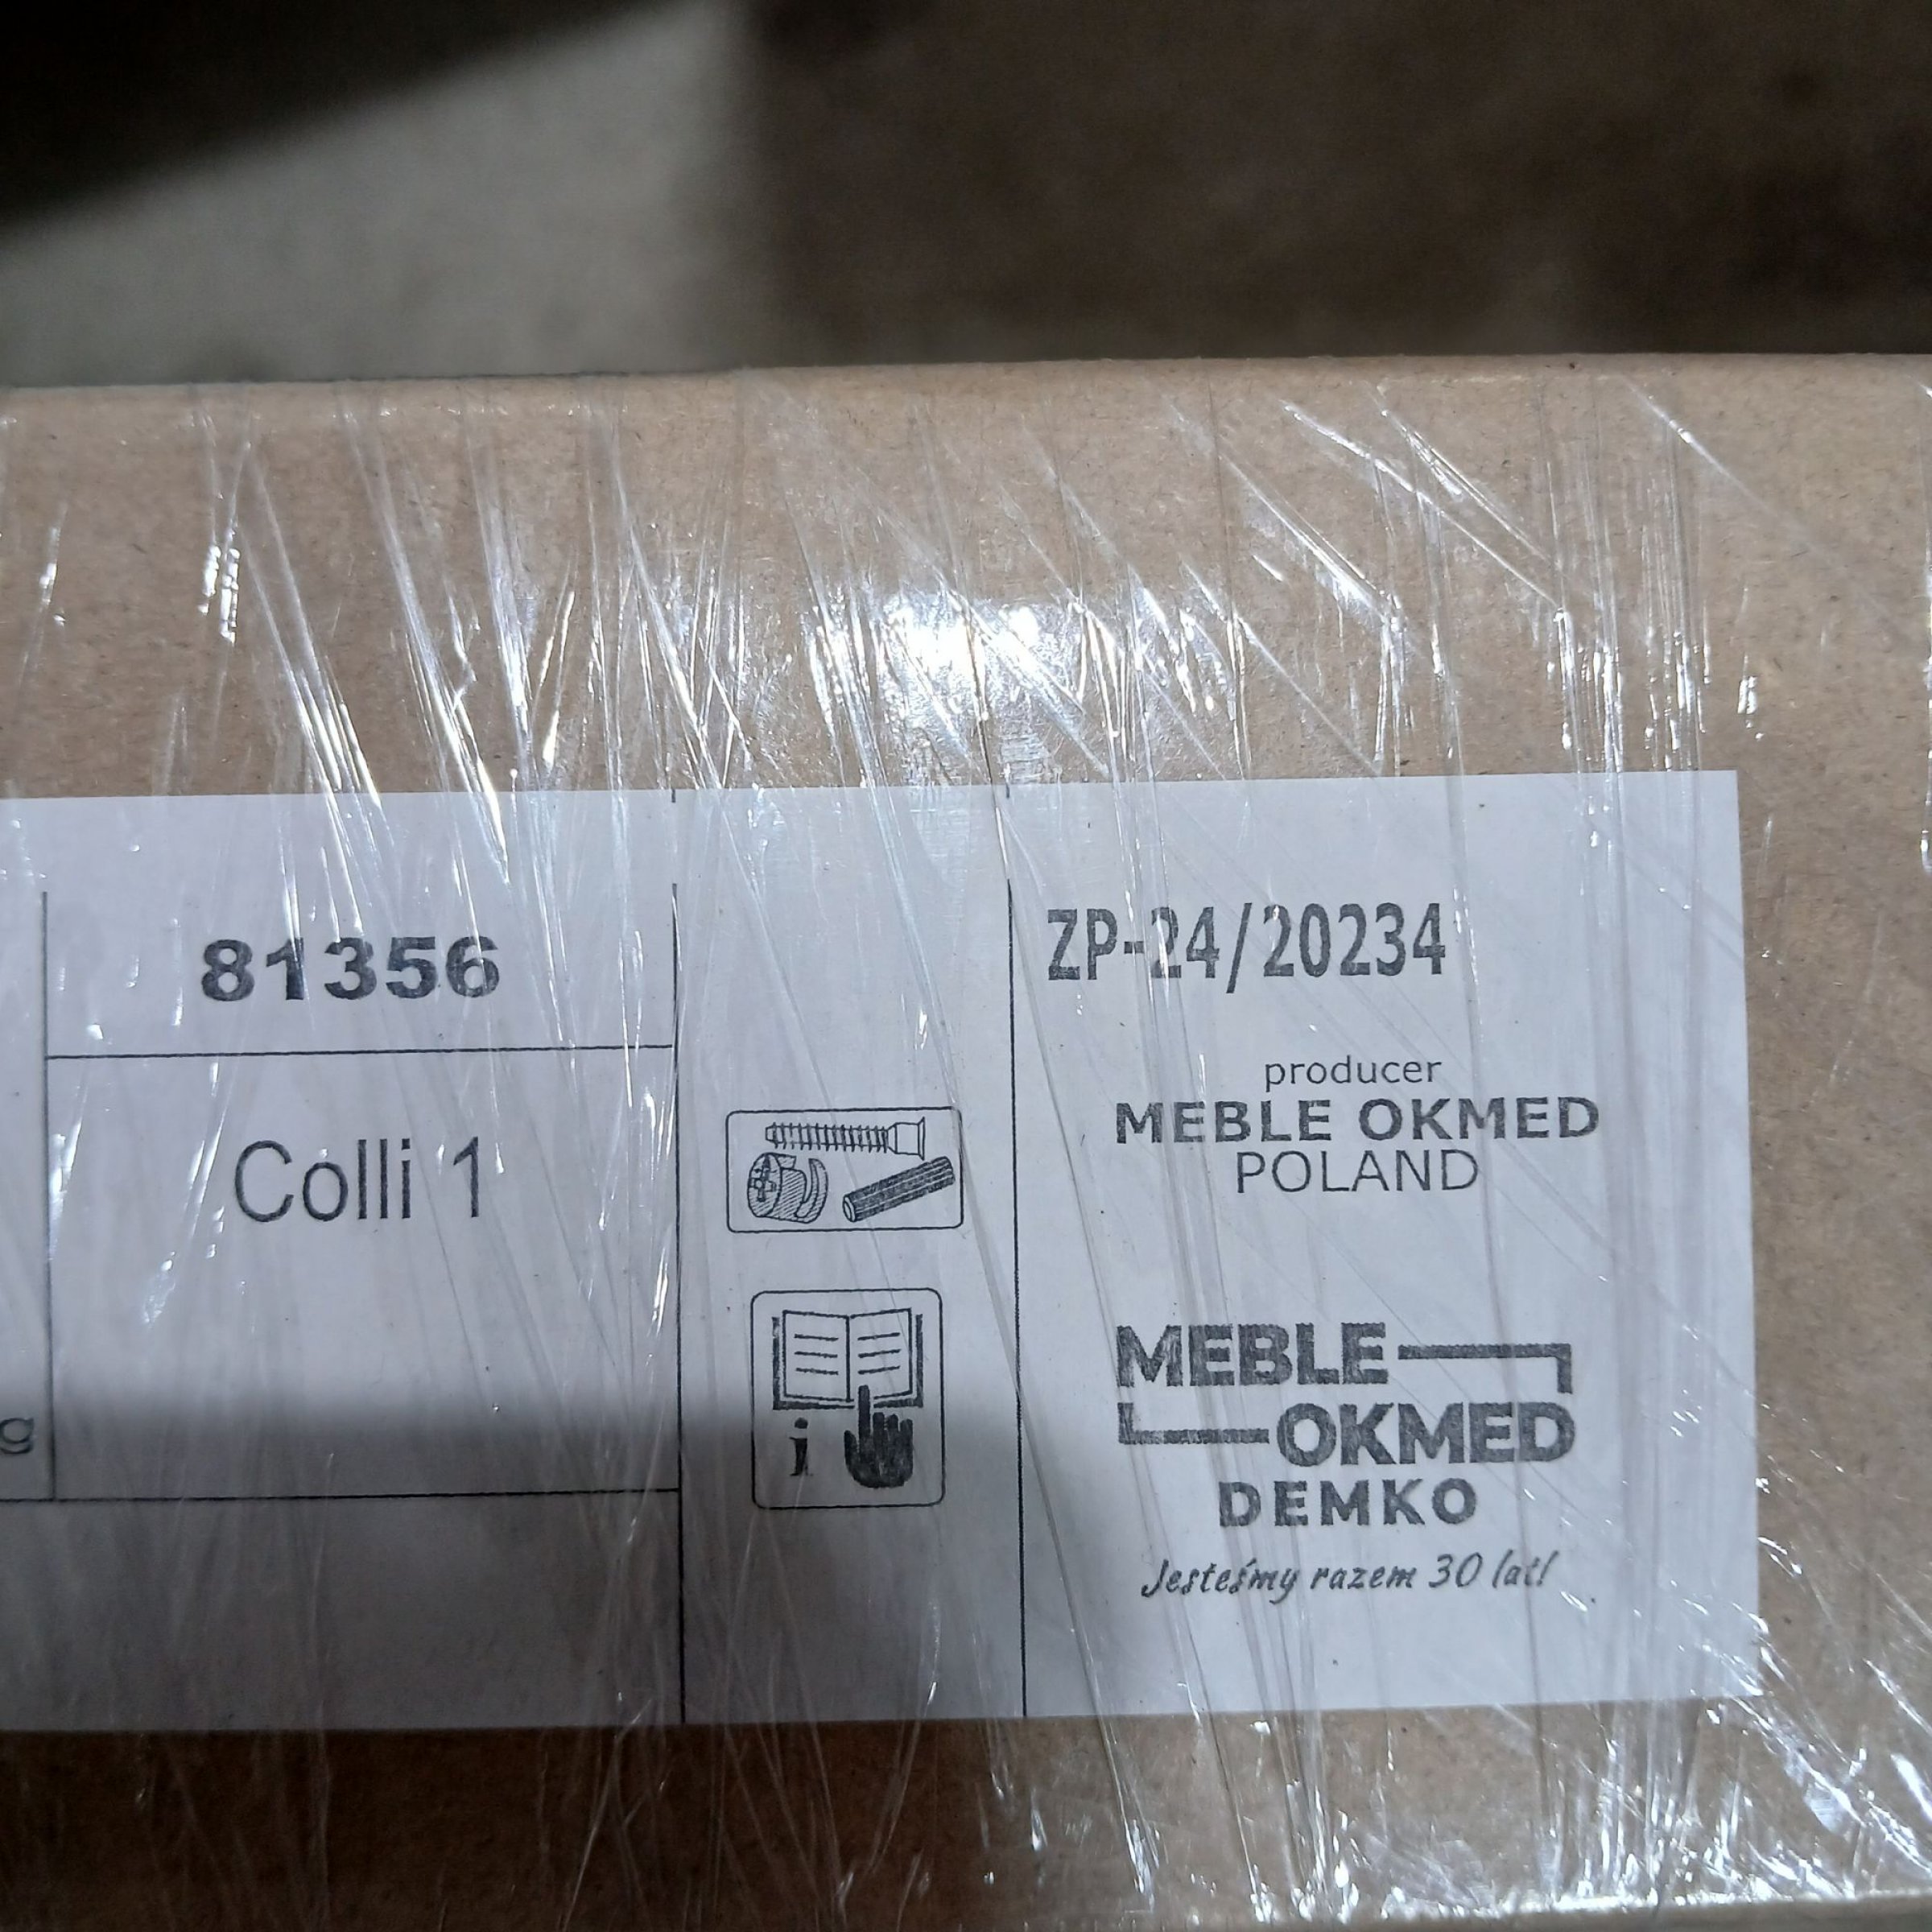 81356
Colli 1
g
ZP-24/20234
producer
MEBLE OKMED
POLAND
i
MEBLE
OKMED
DEMKO
Jesteśmy razem 30 lat!